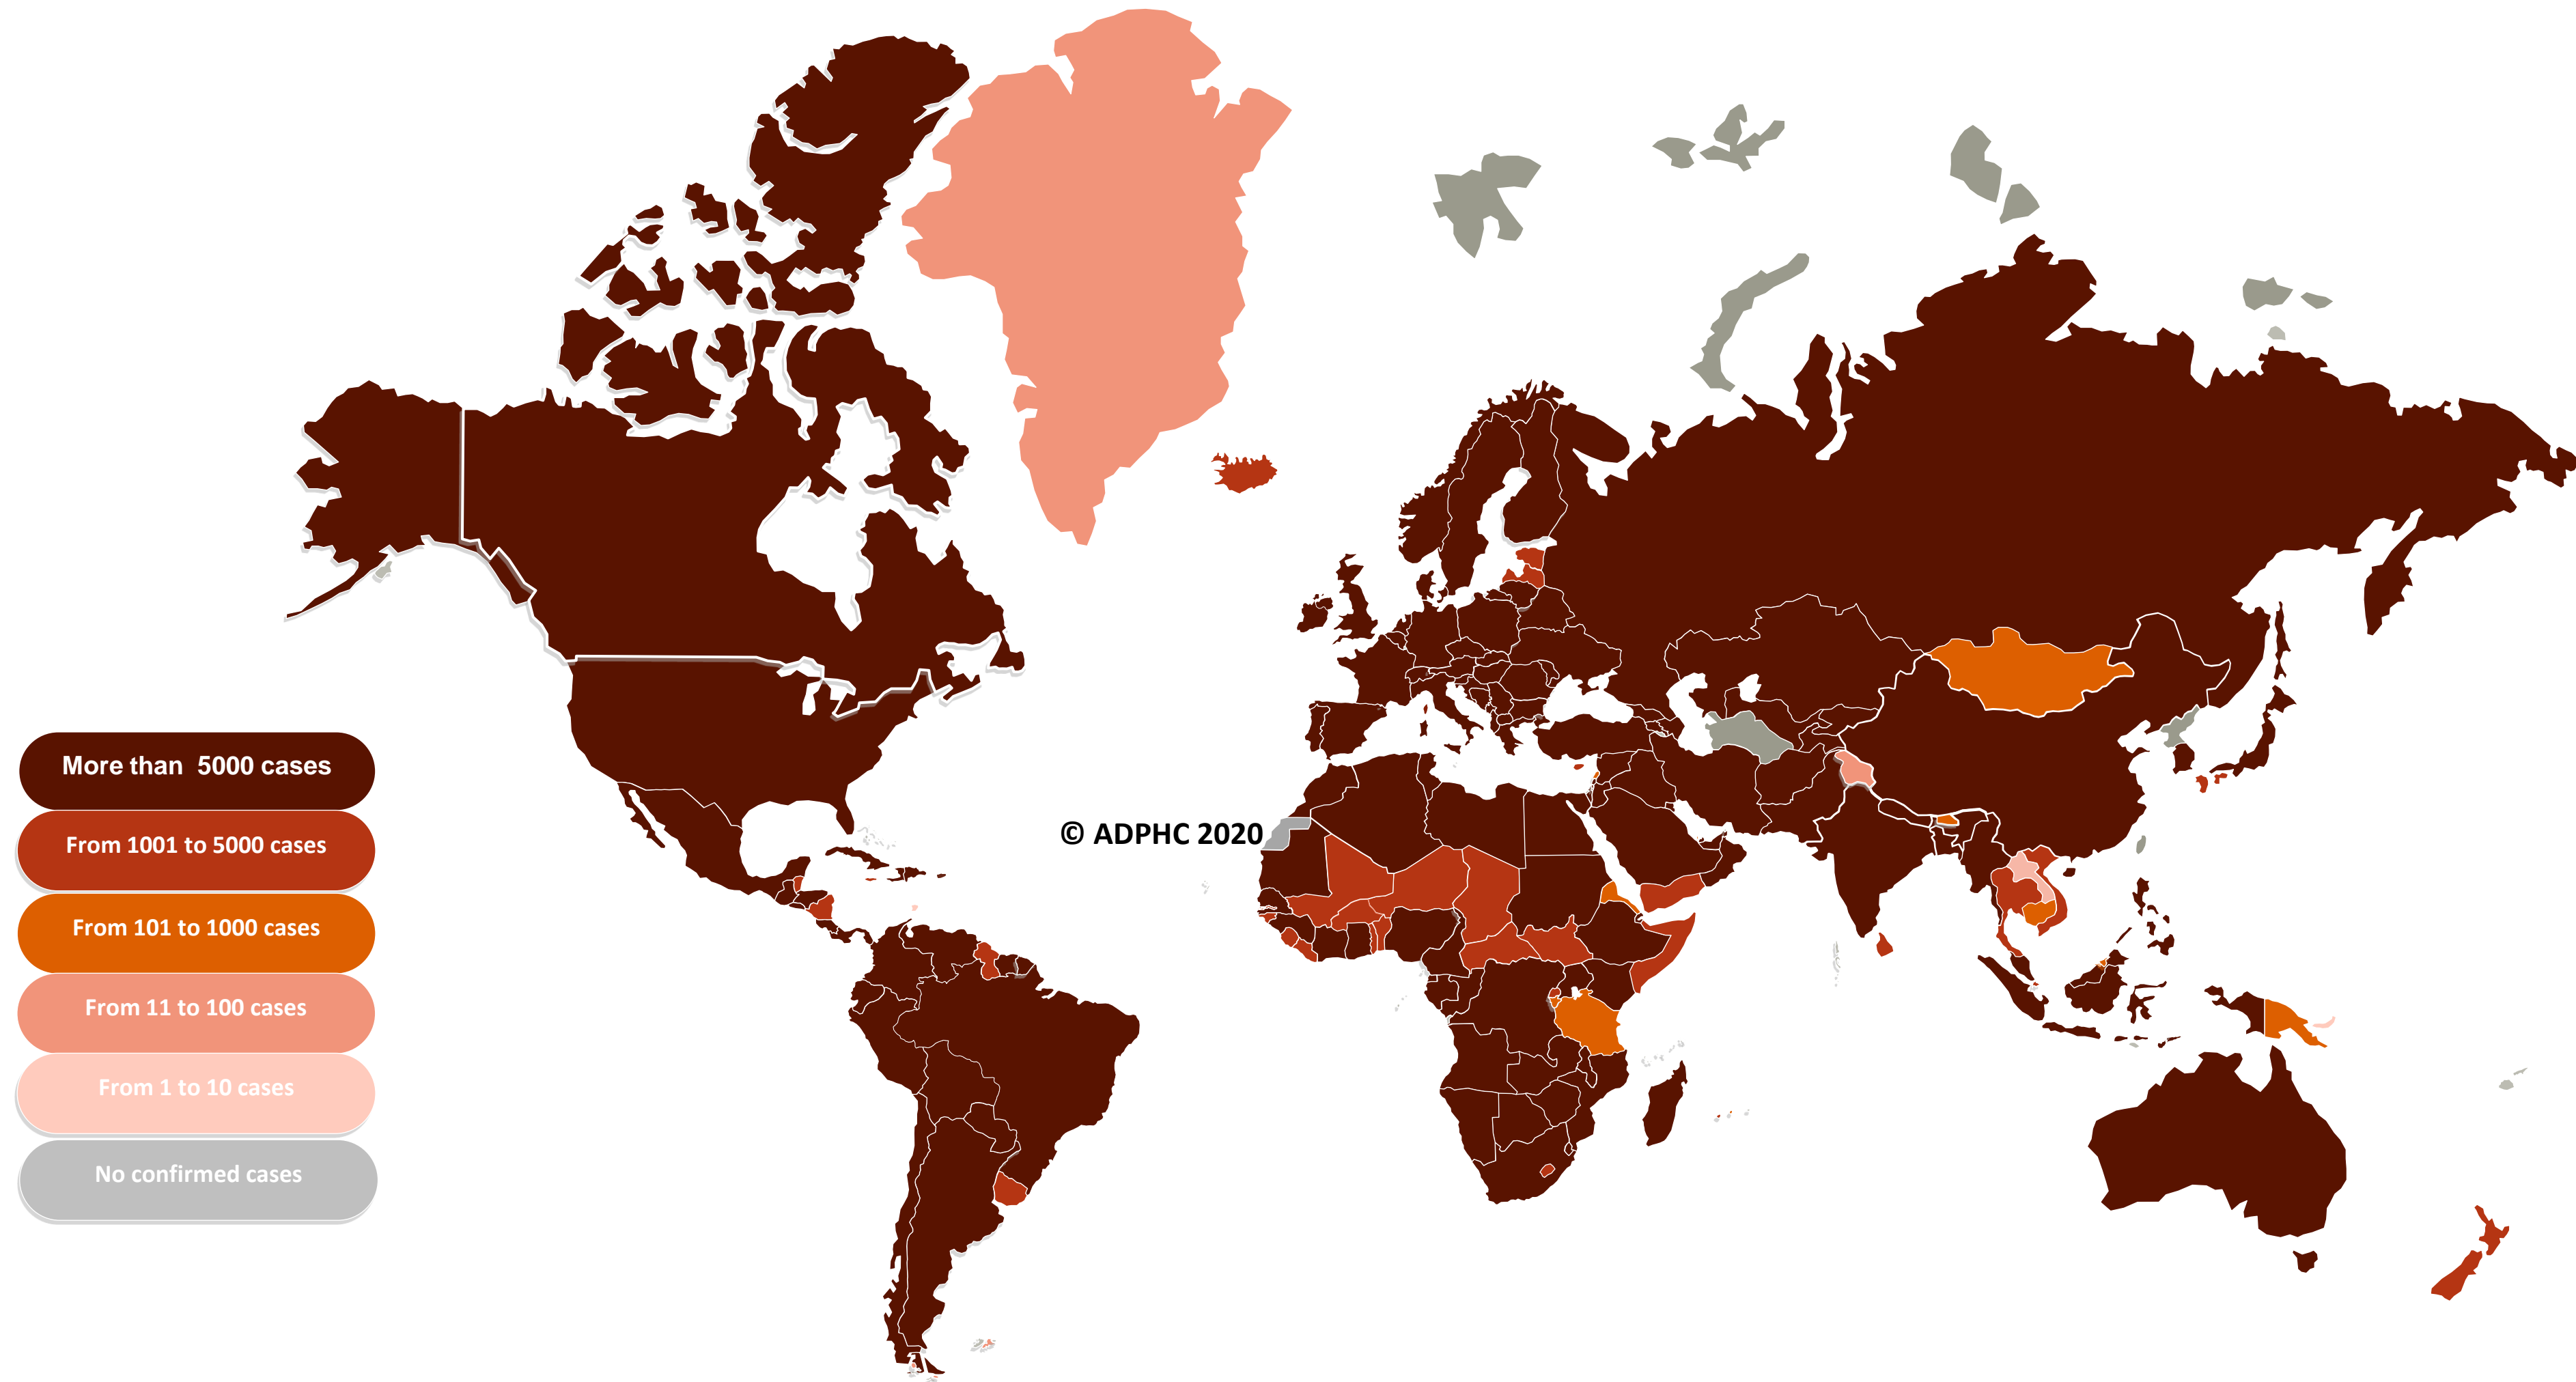 More than  5000 cases
From 1001 to 5000 cases
From 101 to 1000 cases
From 11 to 100 cases
From 1 to 10 cases
No confirmed cases
© ADPHC 2020